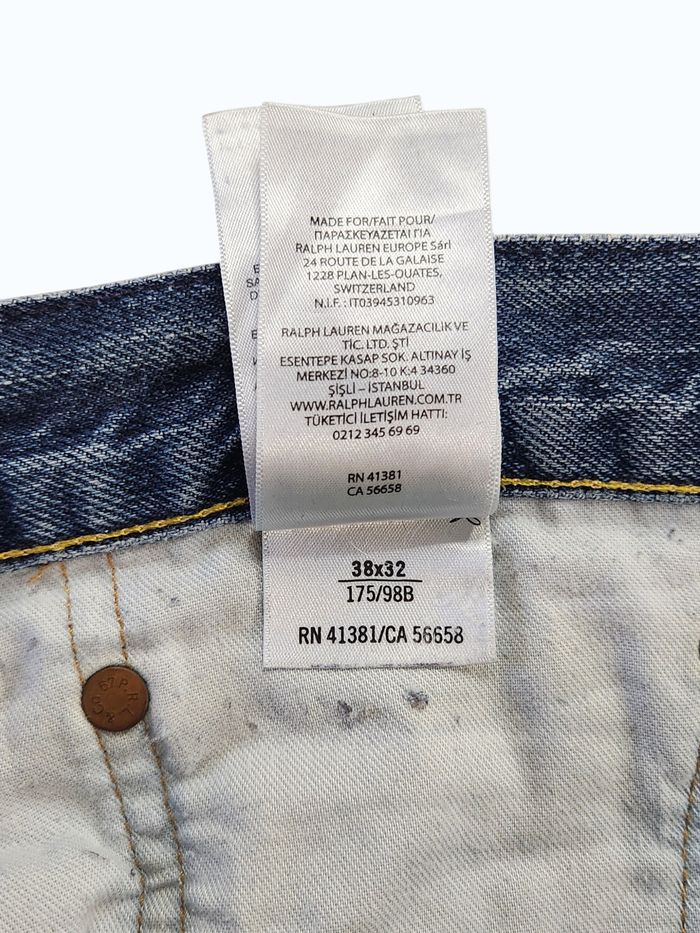 MADE FOR/FAIT POUR/
ΠΑΡΑΣΚΕΥΑΖΕΤΑΙ ΓΙΑ
RALPH LAUREN EUROPE Sárl
24 ROUTE DE LA GALAISE
1228 PLAN-LES-OUATES,
SWITZERLAND
N.I.F.: IT03945310963
RALPH LAUREN MAĞAZACILIK VE
TİC. LTD. ŞTİ
ESENTEPE KASAP SOK. ALTINAY İŞ
MERKEZİ NO:8-10 K:4 34360
ŞİŞLİ – İSTANBUL
WWW.RALPHLAUREN.COM.TR
TÜKETİCİ İLETİŞİM HATTI:
0212 345 69 69
RN 41381
CA 56658
38x32
175/98B
RN 41381/CA 56658
67 P.R.L & CO